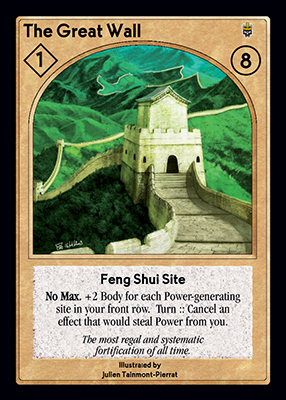 The Great Wall
1
8
Feng Shui Site
No Max. +2 Body for each Power-generating
site in your front row. Turn :: Cancel an
effect that would steal Power from you.
The most regal and systematic
fortification of all time.
Illustrated by
Julien Tainmont-Pierrat